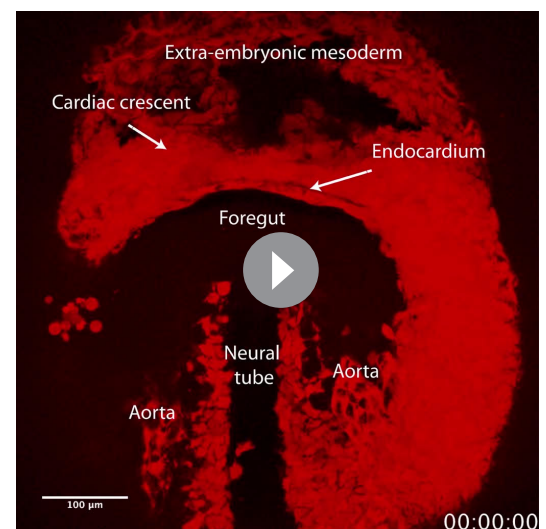 Extra-embryonic mesoderm
Cardiac crescent
Endocardium
Foregut
Neural
tube
Aorta
Aorta
100 µm
00:00:00